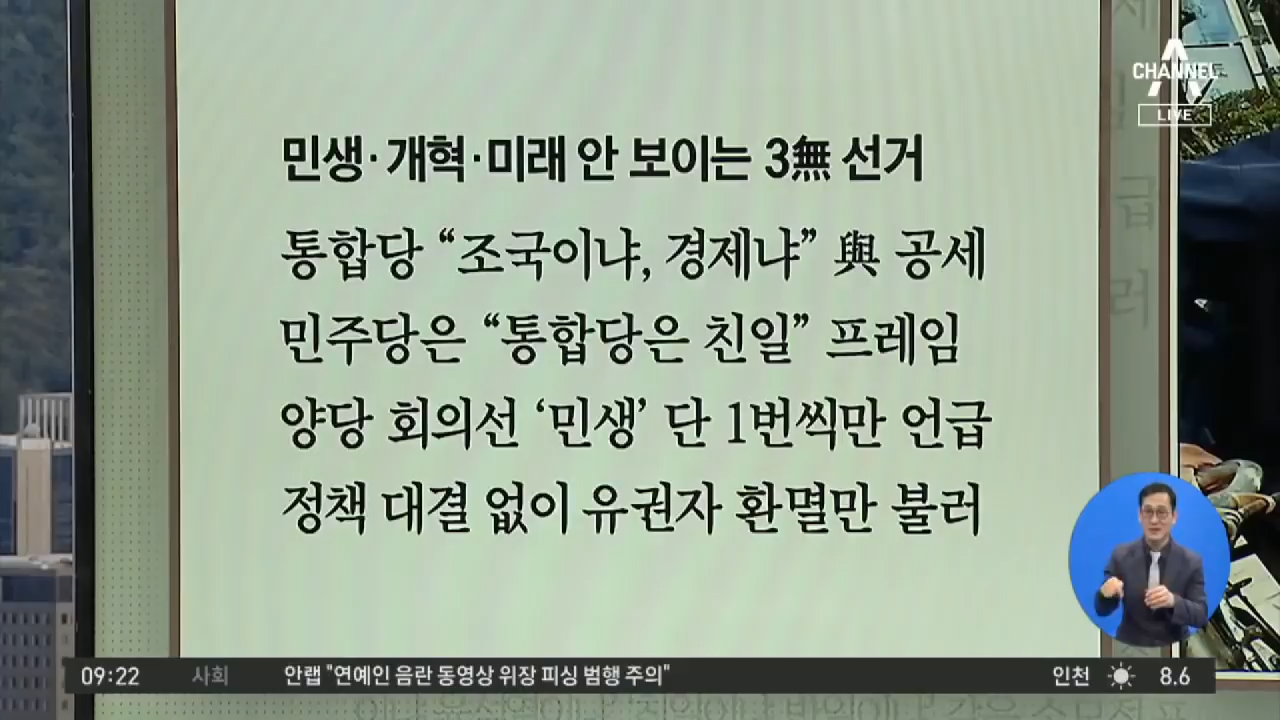 CHANNEL A
LIVE
민생·개혁·미래 안 보이는 3無 선거
통합당 “조국이냐, 경제냐” 與 공세
민주당은 “통합당은 친일” 프레임
양당 회의선 ‘민생’ 단 1번씩만 언급
정책 대결 없이 유권자 환멸만 불러
급
러
09:22 사회 안랩 "연예인 음란 동영상 위장 피싱 범행 주의" 인천 8.6